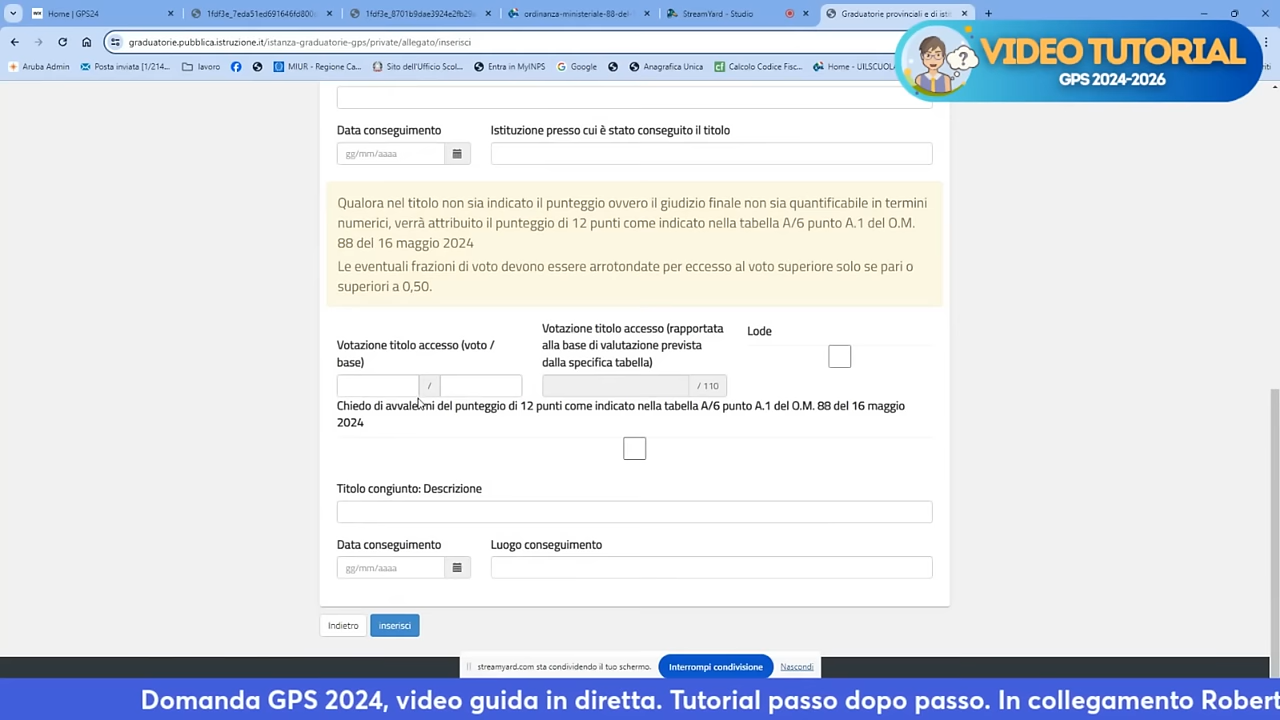 Home | GPS24
1fdf3e_7eda51ed691646fd800
1fdf3e_8701b9dae3924e2fb29
ordinanza-ministeriale-88-del-
StreamYard - Studio
Graduatorie provinciali e di isti
graduatorie.pubblica.istruzione.it/istanza-graduatorie-gps/private/allegato/inserisci
Aruba Admin
Posta inviata [1/214...
lavoro
MIUR - Regione Ca...
Sito dell'Ufficio Scol...
Entra in MyINPS
Google
Anagrafica Unica
Calcolo Codice Fisc...
Home - UILSCUOL
VIDEO TUTORIAL
GPS 2024-2026
Data conseguimento
Istituzione presso cui è stato conseguito il titolo
gg/mm/aaaa
Qualora nel titolo non sia indicato il punteggio ovvero il giudizio finale non sia quantificabile in termini
numerici, verrà attribuito il punteggio di 12 punti come indicato nella tabella A/6 punto A.1 del O.M.
88 del 16 maggio 2024
Le eventuali frazioni di voto devono essere arrotondate per eccesso al voto superiore solo se pari o
superiori a 0,50.
Votazione titolo accesso (voto /
base)
Votazione titolo accesso (rapportata
alla base di valutazione prevista
dalla specifica tabella)
Lode
/
/ 110
Chiedo di avvalermi del punteggio di 12 punti come indicato nella tabella A/6 punto A.1 del O.M. 88 del 16 maggio
2024
Titolo congiunto: Descrizione
Data conseguimento
Luogo conseguimento
gg/mm/aaaa
Indietro
inserisci
streamyard.com sta condividendo il tuo schermo.
Interrompi condivisione
Nascondi
Domanda GPS 2024, video guida in diretta. Tutorial passo dopo passo. In collegamento Robert